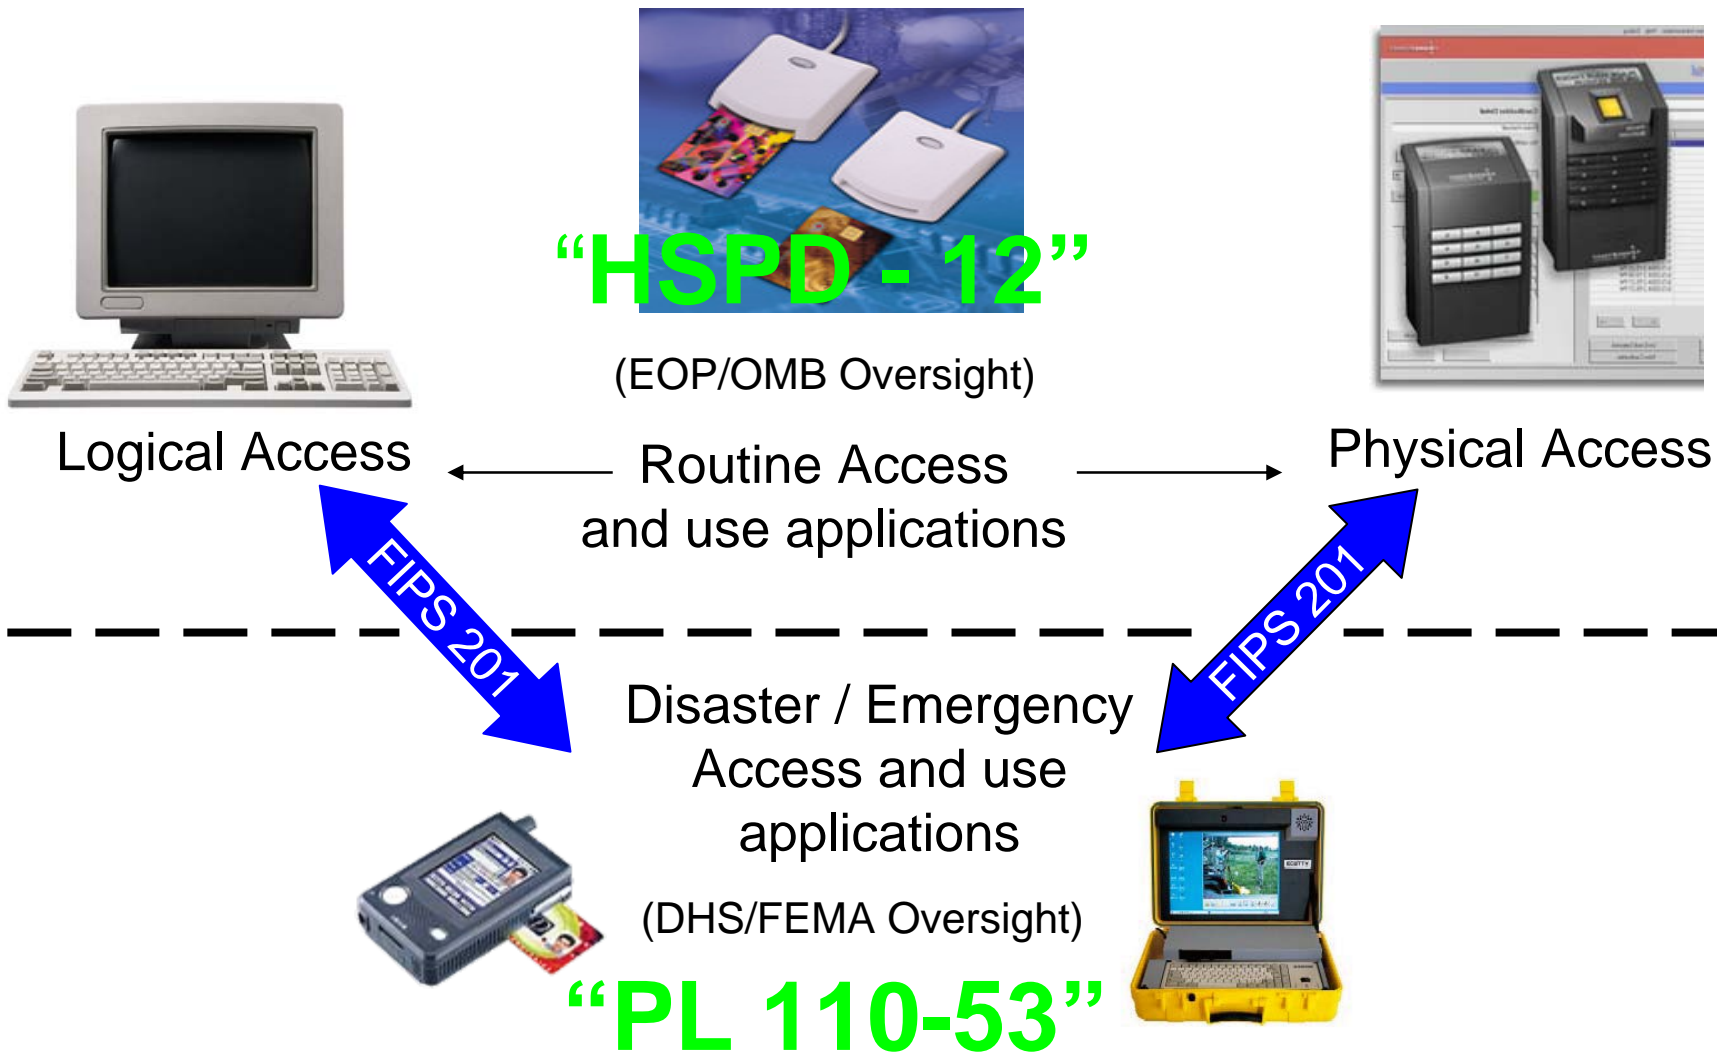 “HSPD - 12”
(EOP/OMB Oversight)
Logical Access
Routine Access
and use applications
Physical Access
FIPS 201
FIPS 201
Disaster / Emergency
Access and use
applications
(DHS/FEMA Oversight)
“PL 110-53”